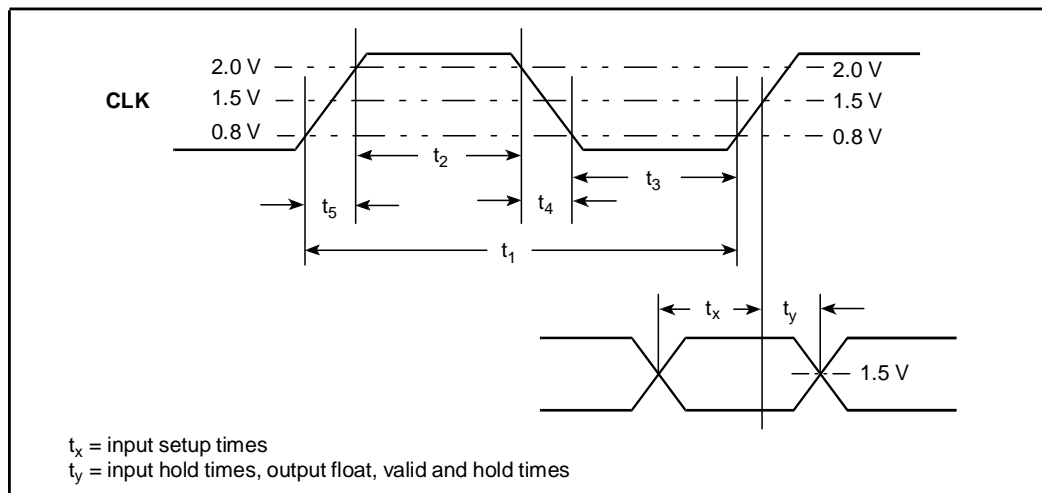 2.0 V 2.0 V
CLK 1.5 V 1.5 V
0.8 V 0.8 V
t2
t3
t5 t4
t1
tx ty
1.5 V
tx = input setup times
ty = input hold times, output float, valid and hold times